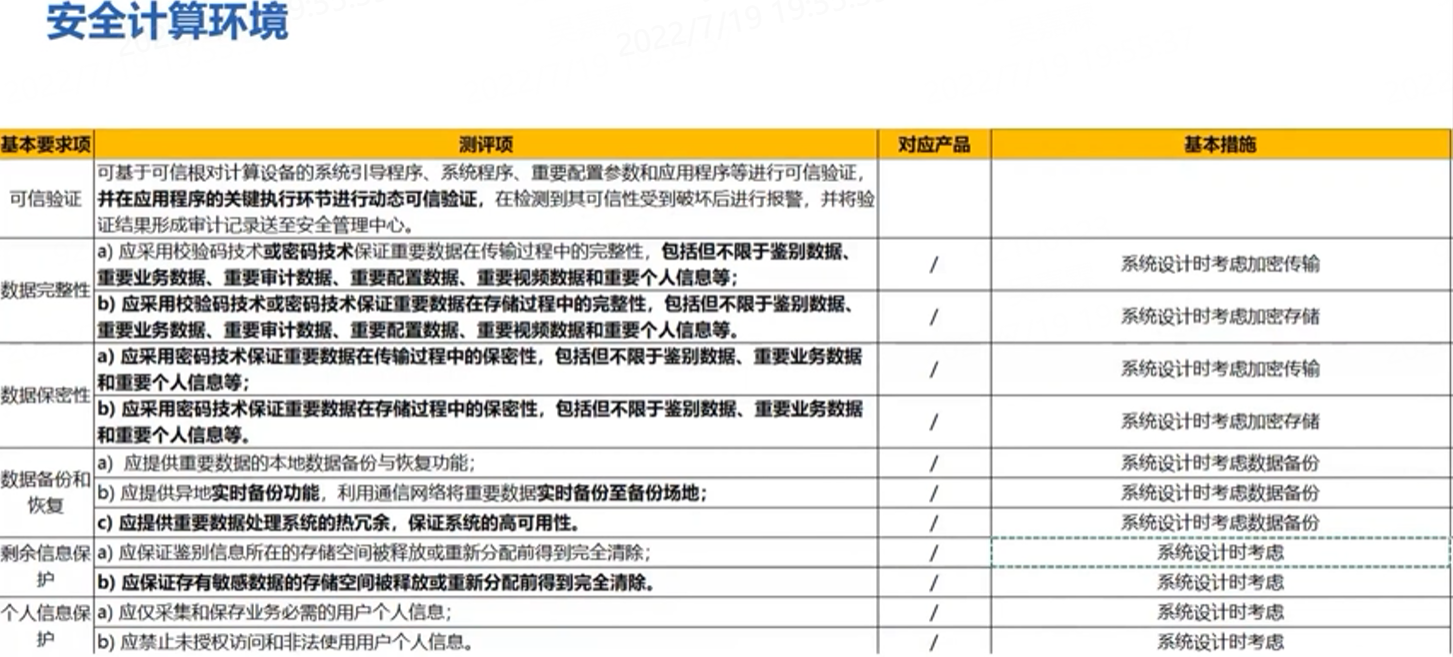 安全计算环境
2022/7/19 19:55:
基本要求项 测评项 对应产品 基本措施
可信验证
可基于可信根对计算设备的系统引导程序、系统程序、重要配置参数和应用程序等进行可信验证，
并在应用程序的关键执行环节进行动态可信验证，在检测到其可信性受到破坏后进行报警，并将验
证结果形成审计记录送至安全管理中心。
数据完整性
a) 应采用校验码技术或密码技术保证重要数据在传输过程中的完整性，包括但不限于鉴别数据、
重要业务数据、重要审计数据、重要配置数据、重要视频数据和重要个人信息等；
/ 系统设计时考虑加密传输
b) 应采用校验码技术或密码技术保证重要数据在存储过程中的完整性，包括但不限于鉴别数据、
重要业务数据、重要审计数据、重要配置数据、重要视频数据和重要个人信息等。
/ 系统设计时考虑加密存储
数据保密性
a) 应采用密码技术保证重要数据在传输过程中的保密性，包括但不限于鉴别数据、重要业务数据
和重要个人信息等；
/ 系统设计时考虑加密传输
b) 应采用密码技术保证重要数据在存储过程中的保密性，包括但不限于鉴别数据、重要业务数据
和重要个人信息等。
/ 系统设计时考虑加密存储
数据备份和
恢复
a) 应提供重要数据的本地数据备份与恢复功能； / 系统设计时考虑数据备份
b) 应提供异地实时备份功能，利用通信网络将重要数据实时备份至备份场地； / 系统设计时考虑数据备份
c) 应提供重要数据处理系统的热冗余，保证系统的高可用性。 / 系统设计时考虑数据备份
剩余信息保
护
a) 应保证鉴别信息所在的存储空间被释放或重新分配前得到完全清除； / 系统设计时考虑
b) 应保证存有敏感数据的存储空间被释放或重新分配前得到完全清除。 / 系统设计时考虑
个人信息保
护
a) 应仅采集和保存业务必需的用户个人信息； / 系统设计时考虑
b) 应禁止未授权访问和非法使用用户个人信息。 / 系统设计时考虑